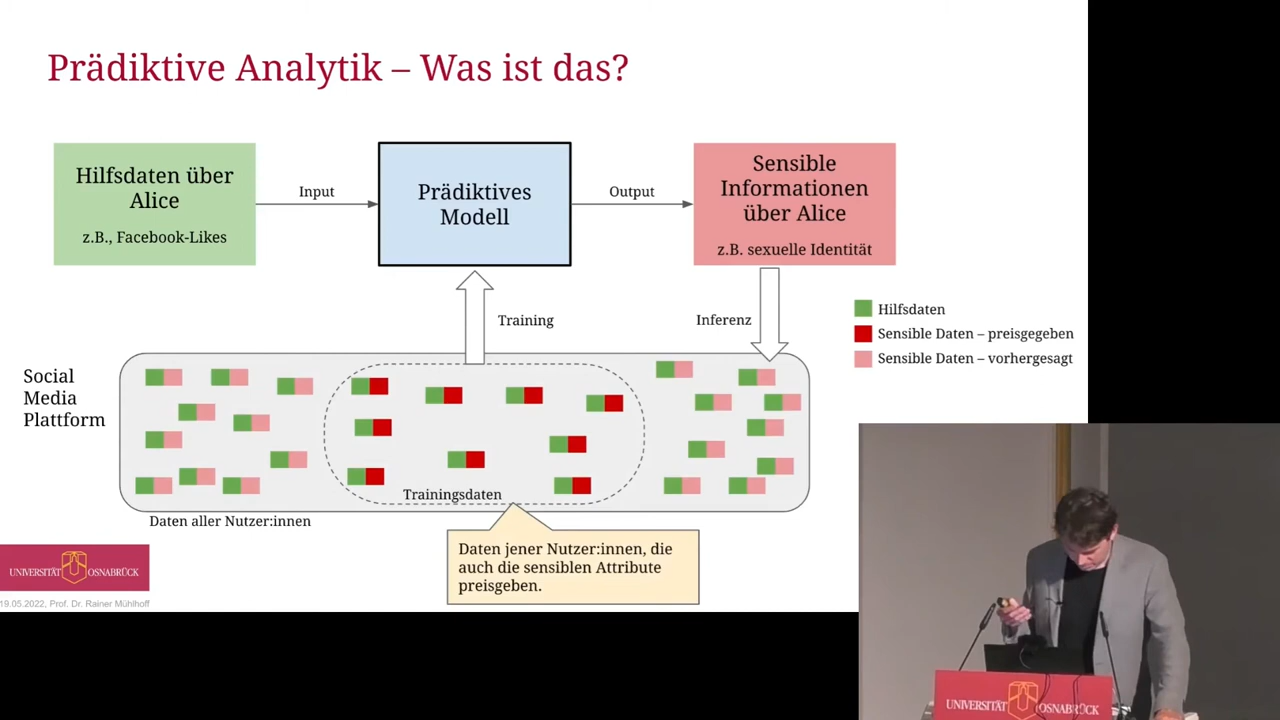 Prädiktive Analytik – Was ist das?
Hilfsdaten über
Alice
z.B., Facebook-Likes
Input
Prädiktives
Modell
Output
Sensible
Informationen
über Alice
z.B. sexuelle Identität
Training
Inferenz
Hilfsdaten
Sensible Daten – preisgegeben
Sensible Daten – vorhergesagt
Social
Media
Plattform
Trainingsdaten
Daten aller Nutzer:innen
Daten jener Nutzer:innen, die
auch die sensiblen Attribute
preisgeben.
UNIVERSITÄT OSNABRÜCK
19.05.2022, Prof. Dr. Rainer Mühlhoff
UNIVERSITÄT OSNABRÜCK